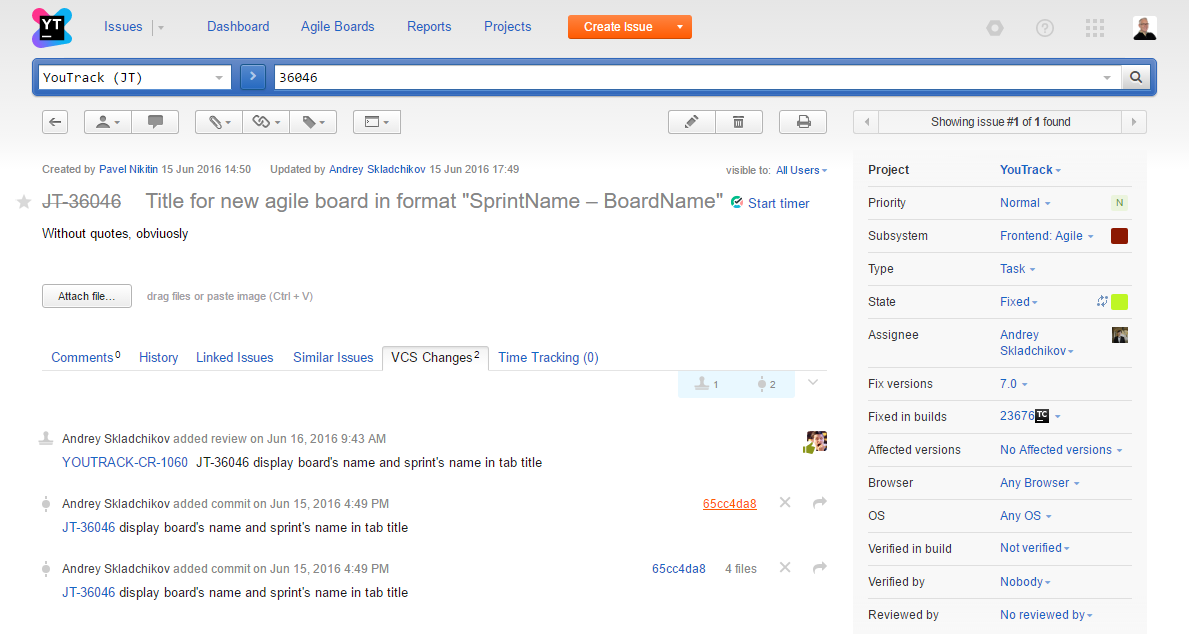 YT
Issues Dashboard Agile Boards Reports Projects Create Issue
YouTrack (JT) 36046
Showing issue #1 of 1 found
Created by Pavel Nikitin 15 Jun 2016 14:50 Updated by Andrey Skladchikov 15 Jun 2016 17:49 visible to: All Users
JT-36046 Title for new agile board in format "SprintName – BoardName" Start timer
Without quotes, obviuosly
Attach file... drag files or paste image (Ctrl + V)
Comments 0 History Linked Issues Similar Issues VCS Changes 2 Time Tracking (0)
1 2
Andrey Skladchikov added review on Jun 16, 2016 9:43 AM
YOUTRACK-CR-1060 JT-36046 display board's name and sprint's name in tab title
Andrey Skladchikov added commit on Jun 15, 2016 4:49 PM 65cc4da8
JT-36046 display board's name and sprint's name in tab title
Andrey Skladchikov added commit on Jun 15, 2016 4:49 PM 65cc4da8 4 files
JT-36046 display board's name and sprint's name in tab title
Project YouTrack
Priority Normal N
Subsystem Frontend: Agile
Type Task
State Fixed
Assignee Andrey
Skladchikov
Fix versions 7.0
Fixed in builds 23676 TC
Affected versions No Affected versions
Browser Any Browser
OS Any OS
Verified in build Not verified
Verified by Nobody
Reviewed by No reviewed by